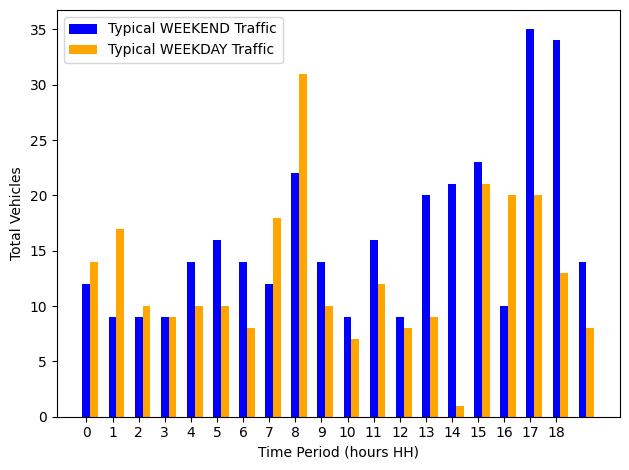 Typical WEEKEND Traffic
Typical WEEKDAY Traffic
35
30
25
20
15
10
5
0
Total Vehicles
0 1 2 3 4 5 6 7 8 9 10 11 12 13 14 15 16 17 18
Time Period (hours HH)